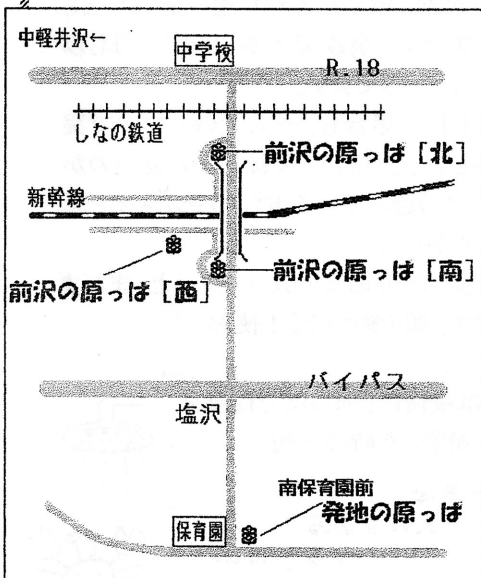 中軽井沢←
中学校
R.18
しなの鉄道
前沢の原っぱ［北］
新幹線
前沢の原っぱ［西］
前沢の原っぱ［南］
バイパス
塩沢
南保育園前
発地の原っぱ
保育園